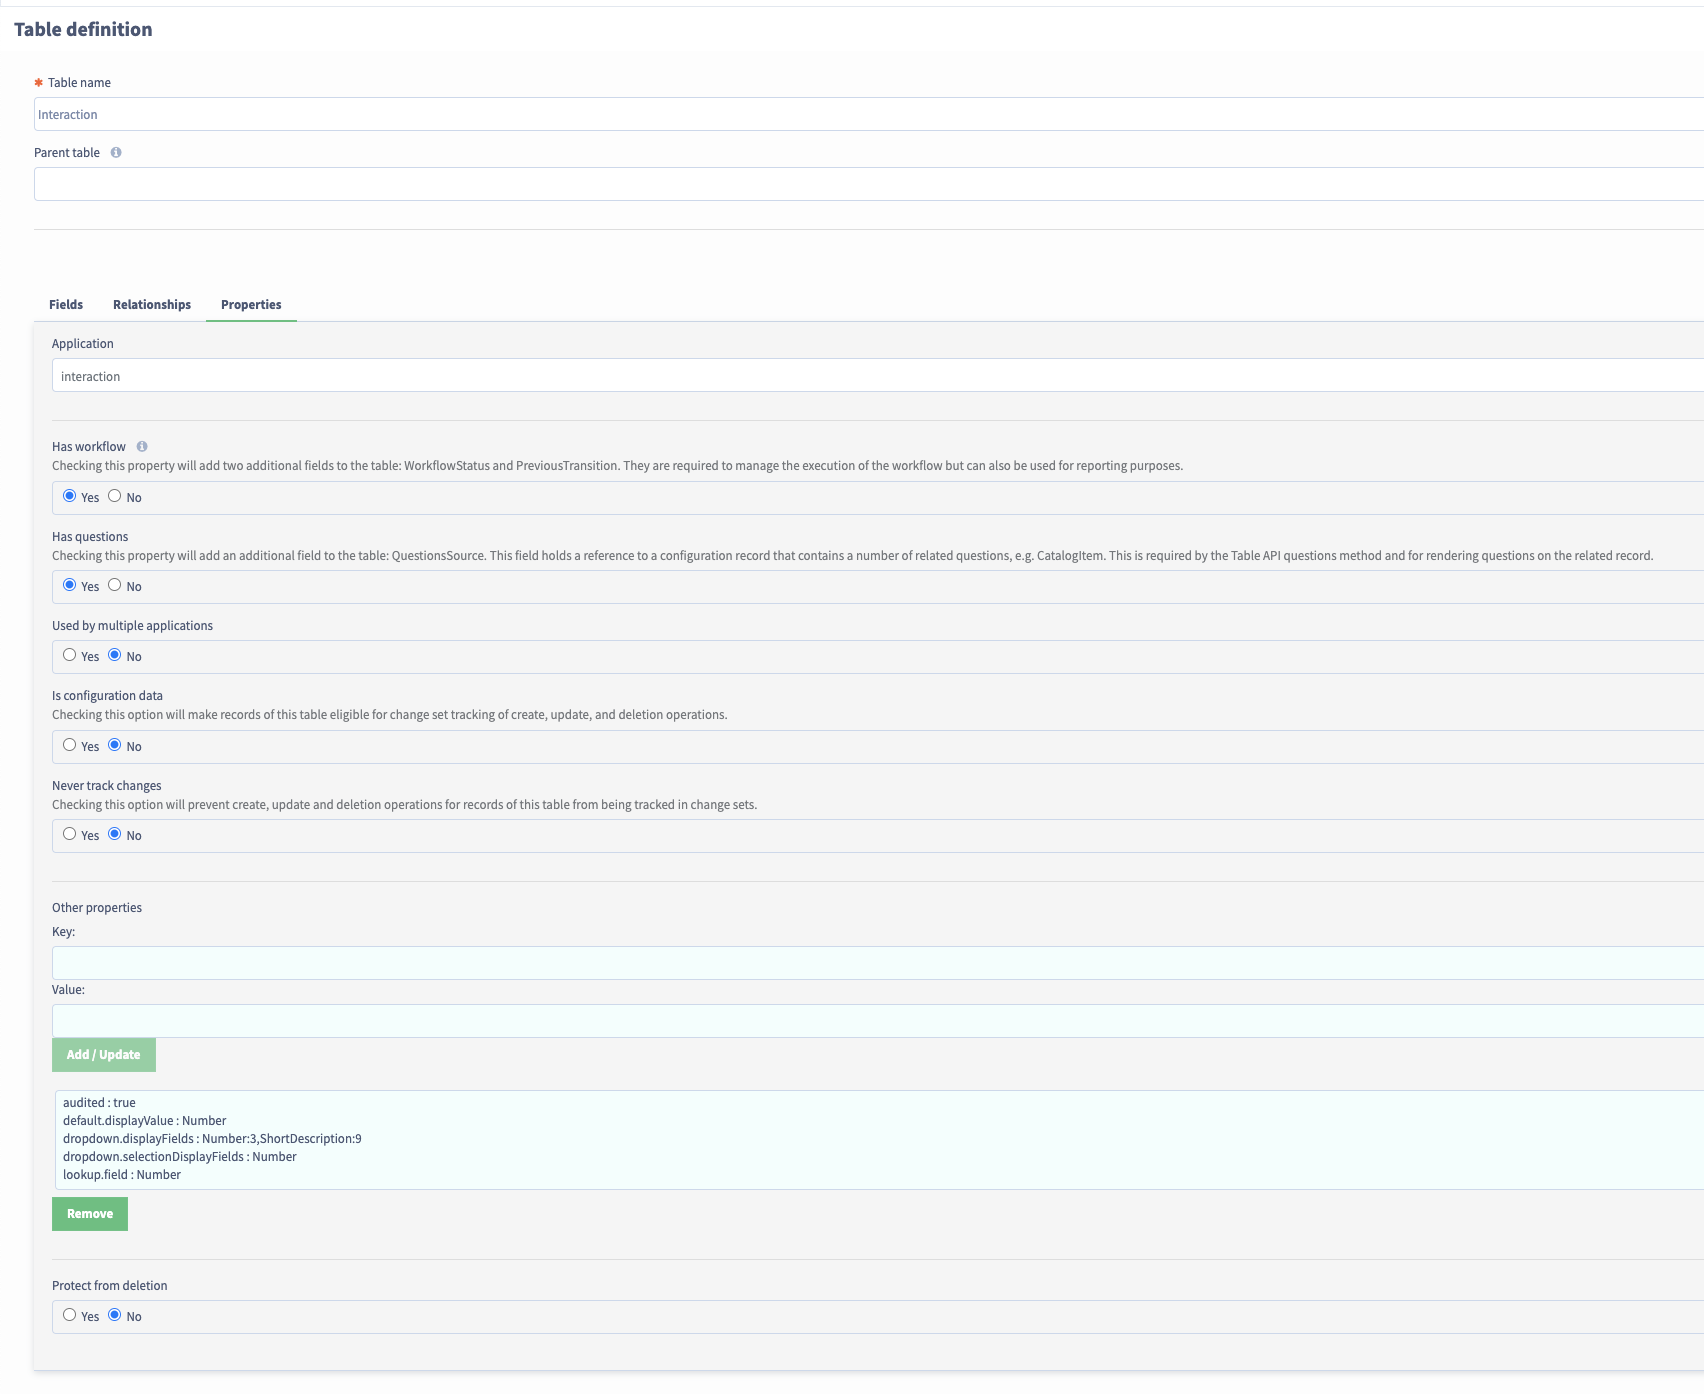 Table definition
✱ Table name
Interaction
Parent table
Fields Relationships Properties
Application
interaction
Has workflow
Checking this property will add two additional fields to the table: WorkflowStatus and PreviousTransition. They are required to manage the execution of the workflow but can also be used for reporting purposes.
Yes No
Has questions
Checking this property will add an additional field to the table: QuestionsSource. This field holds a reference to a configuration record that contains a number of related questions, e.g. CatalogItem. This is required by the Table API questions method and for rendering questions on the related record.
Yes No
Used by multiple applications
Yes No
Is configuration data
Checking this option will make records of this table eligible for change set tracking of create, update, and deletion operations.
Yes No
Never track changes
Checking this option will prevent create, update and deletion operations for records of this table from being tracked in change sets.
Yes No
Other properties
Key:
Value:
Add / Update
audited : true
default.displayValue : Number
dropdown.displayFields : Number:3,ShortDescription:9
dropdown.selectionDisplayFields : Number
lookup.field : Number
Remove
Protect from deletion
Yes No